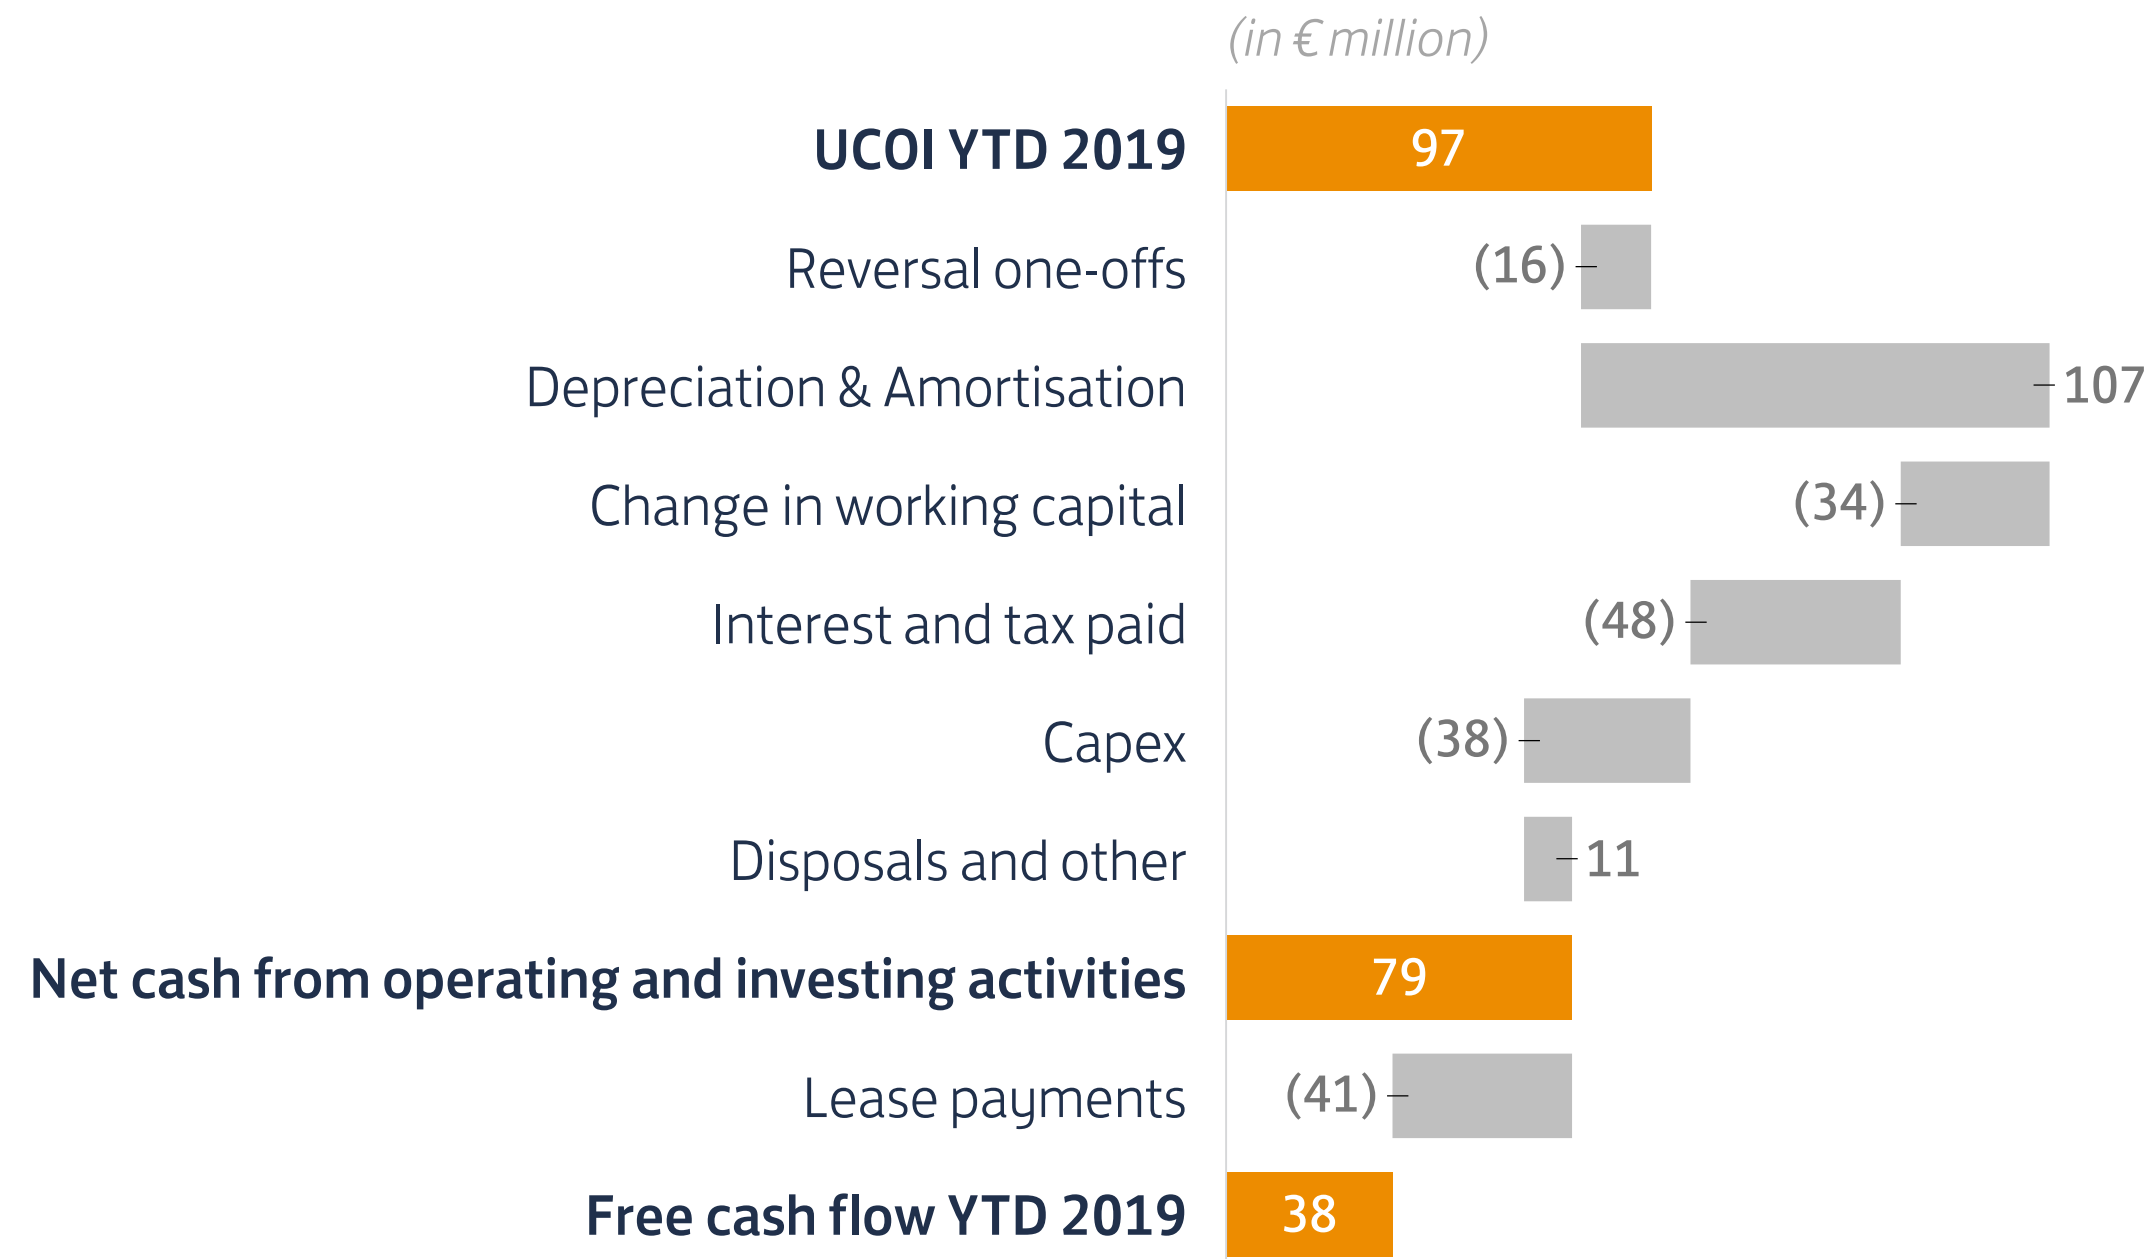 (in € million)
UCOI YTD 2019 97
Reversal one-offs (16)
Depreciation & Amortisation 107
Change in working capital (34)
Interest and tax paid (48)
Capex (38)
Disposals and other 11
Net cash from operating and investing activities 79
Lease payments (41)
Free cash flow YTD 2019 38